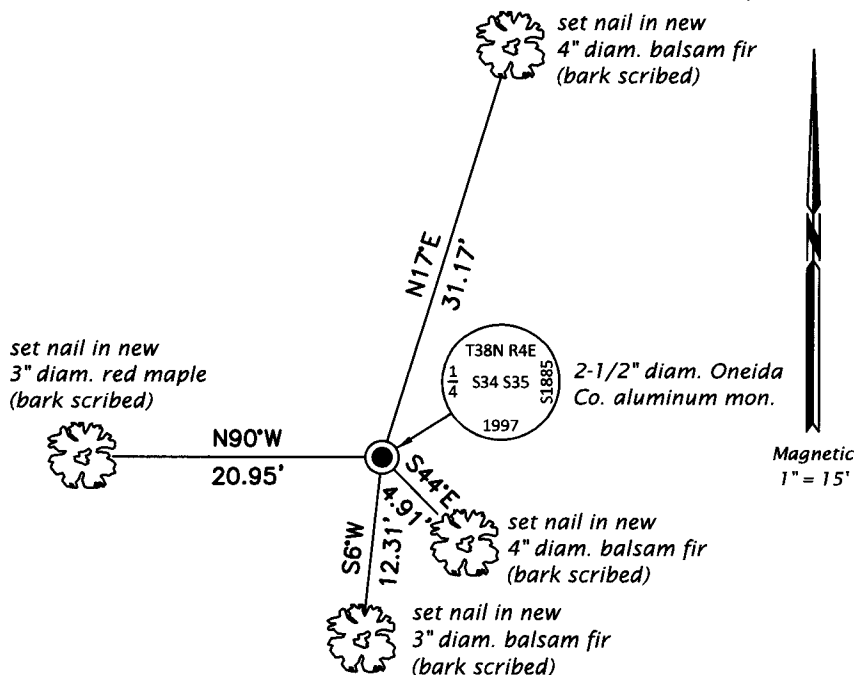 set nail in new
4" diam. balsam fir
(bark scribed)
N17°E
31.17'
set nail in new
3" diam. red maple
(bark scribed)
T38N R4E
1/4 S34 S35
S1885
1997
2-1/2" diam. Oneida
Co. aluminum mon.
N
Magnetic
1" = 15'
N90°W
20.95'
S44°E
4.91'
S6°W
12.31'
set nail in new
4" diam. balsam fir
(bark scribed)
set nail in new
3" diam. balsam fir
(bark scribed)